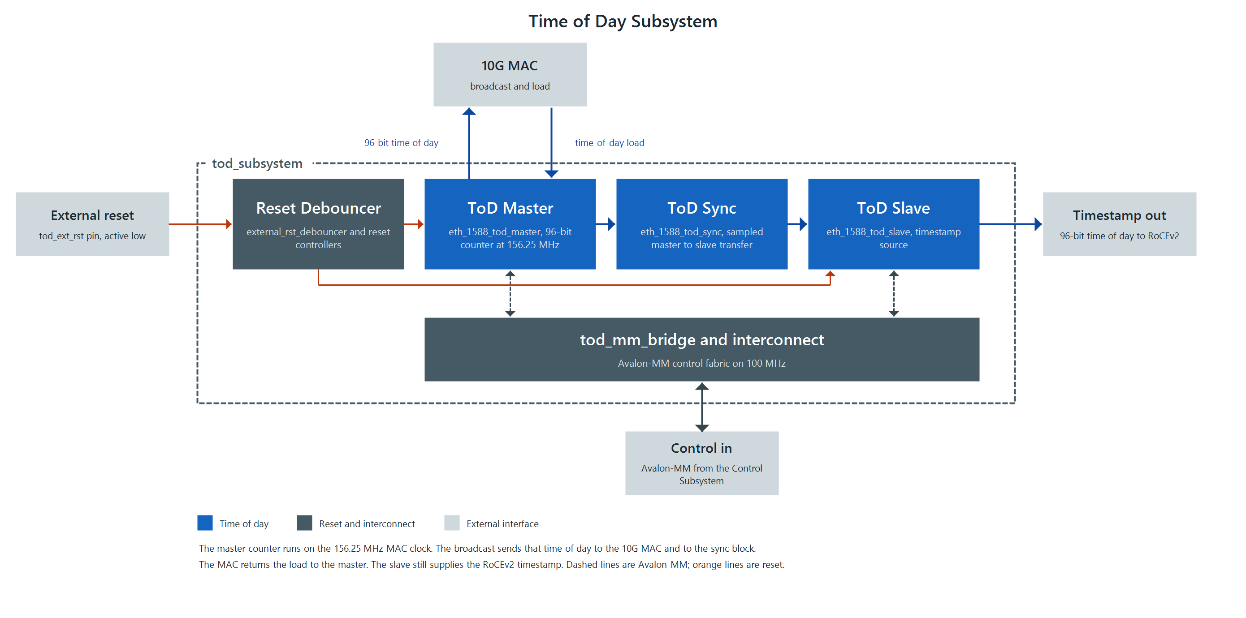 Time of Day Subsystem
10G MAC
broadcast and load
96-bit time of day
time-of-day load
tod_subsystem
External reset
tod_ext_rst pin, active low
Reset Debouncer
external_rst_debouncer and reset
controllers
ToD Master
eth_1588_tod_master, 96-bit
counter at 156.25 MHz
ToD Sync
eth_1588_tod_sync, sampled
master to slave transfer
ToD Slave
eth_1588_tod_slave, timestamp
source
Timestamp out
96-bit time of day to RoCEv2
tod_mm_bridge and interconnect
Avalon-MM control fabric on 100 MHz
Control in
Avalon-MM from the Control
Subsystem
Time of day
Reset and interconnect
External interface
The master counter runs on the 156.25 MHz MAC clock. The broadcast sends that time of day to the 10G MAC and to the sync block.
The MAC returns the load to the master. The slave still supplies the RoCEv2 timestamp. Dashed lines are Avalon-MM; orange lines are reset.